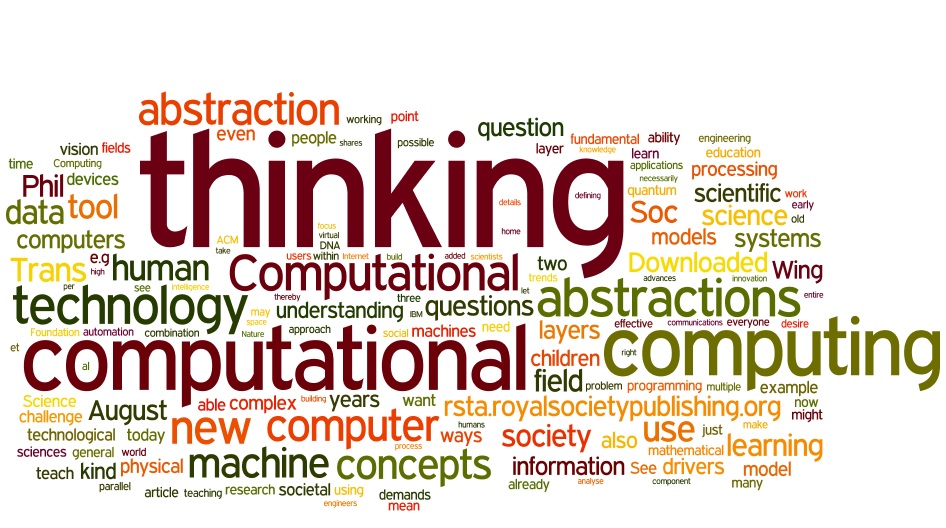 abstraction working point
even people shares possible question layer fundamental ability engineering
vision fields thinking knowledge learn education
time Computing applications processing
Phil devices necessarily quantum scientific work
data tool details defining Soc science early old
computers ACM take focus virtual DNA home models systems
Trans e.g high human users within Internet build added scientists two trends Downloaded Wing
per see intelligence Computational let advances innovation
technology thereby understanding three IBM questions abstractions entire
may space
Foundation automation combination Nature approach social machines need layers effective communications everyone desire
et al computational children right computing
field problem programming multiple example
Science able complex building years want rsta.royalsocietypublishing.org now might
challenge August
technological today new computer humans ways society also use just make
sciences general world process mathematical learning
teach kind physical machine concepts information See drivers model
parallel article teaching research societal using already analyse component many
engineers demands mean